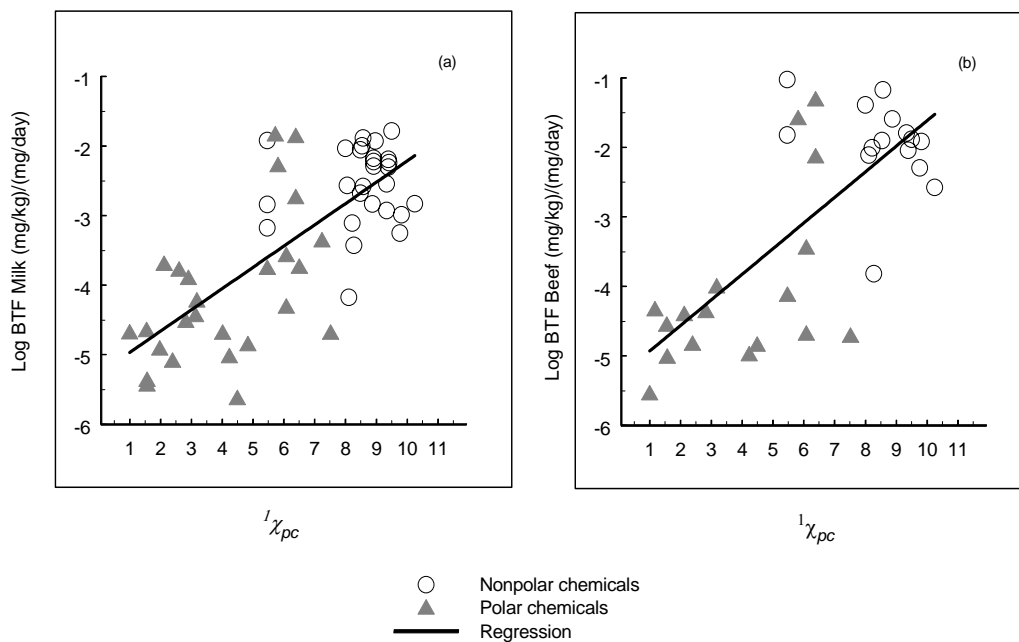 (a)
Log BTF Milk (mg/kg)/(mg/day)
-1
-2
-3
-4
-5
-6
1 2 3 4 5 6 7 8 9 10 11
1χpc
(b)
Log BTF Beef (mg/kg)/(mg/day)
-1
-2
-3
-4
-5
-6
1 2 3 4 5 6 7 8 9 10 11
1χpc
Nonpolar chemicals
Polar chemicals
Regression